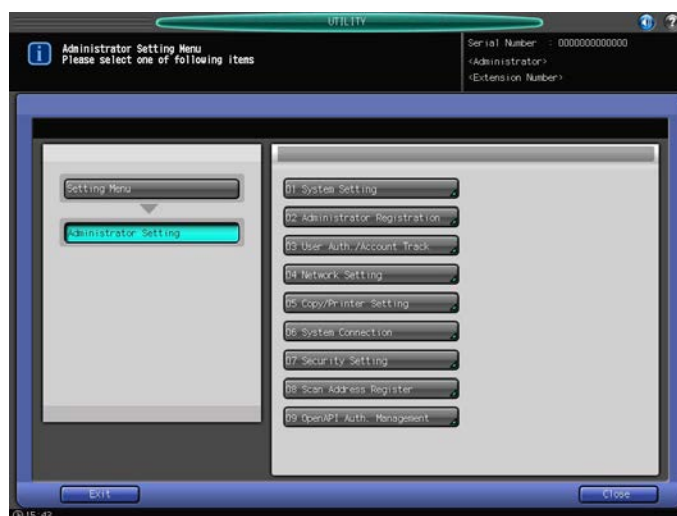 UTILITY
Administrator Setting Menu
Please select one of following items
Serial Number : 0000000000000
<Administrator>
<Extension Number>
Setting Menu
Administrator Setting
01 System Setting
02 Administrator Registration
03 User Auth./Account Track
04 Network Setting
05 Copy/Printer Setting
06 System Connection
07 Security Setting
08 Scan Address Register
09 OpenAPI Auth. Management
Exit
Close
15:43